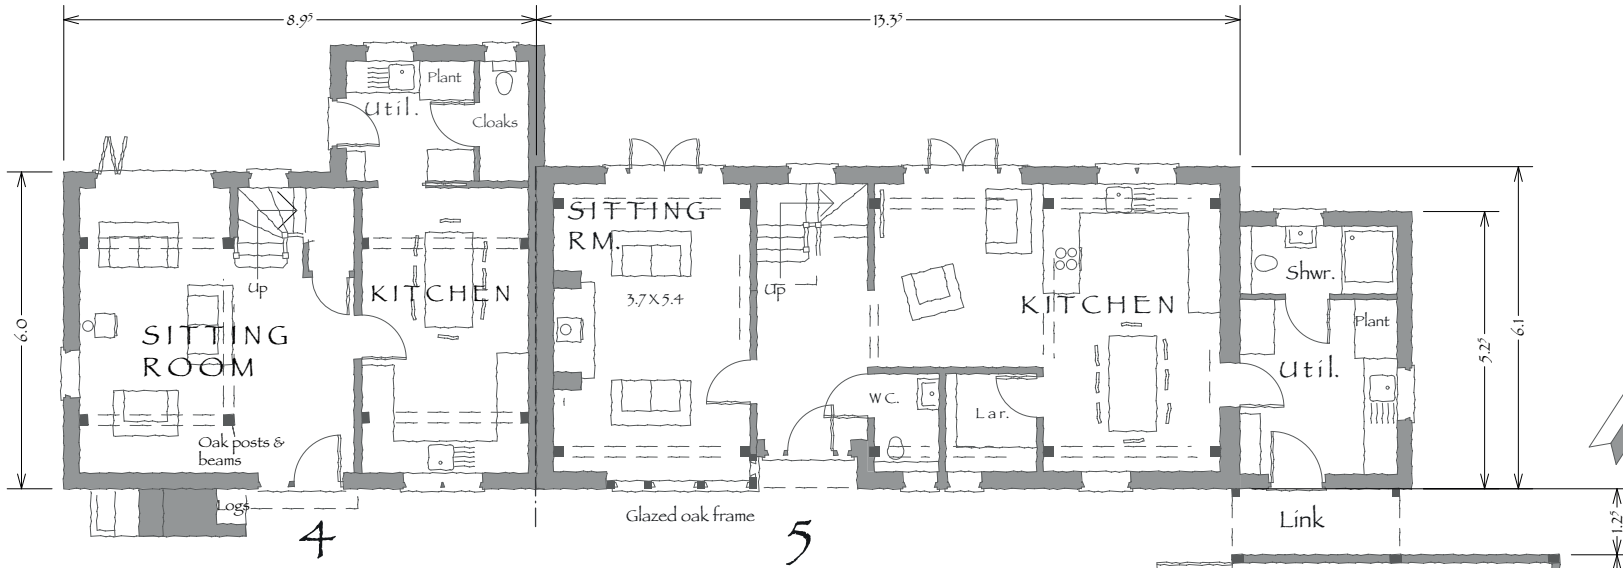 8.9⁵
13.3⁵
Plant
Util.
Cloaks
SITTING
RM.
KITCHEN
Up
3.7 X 5.4
Up
KITCHEN
Shwr.
Plant
SITTING
ROOM
6.0
6.1
5.2⁵
Util.
W C.
Lar.
Oak posts &
beams
Logs
Glazed oak frame
Link
1.2⁵
4
5